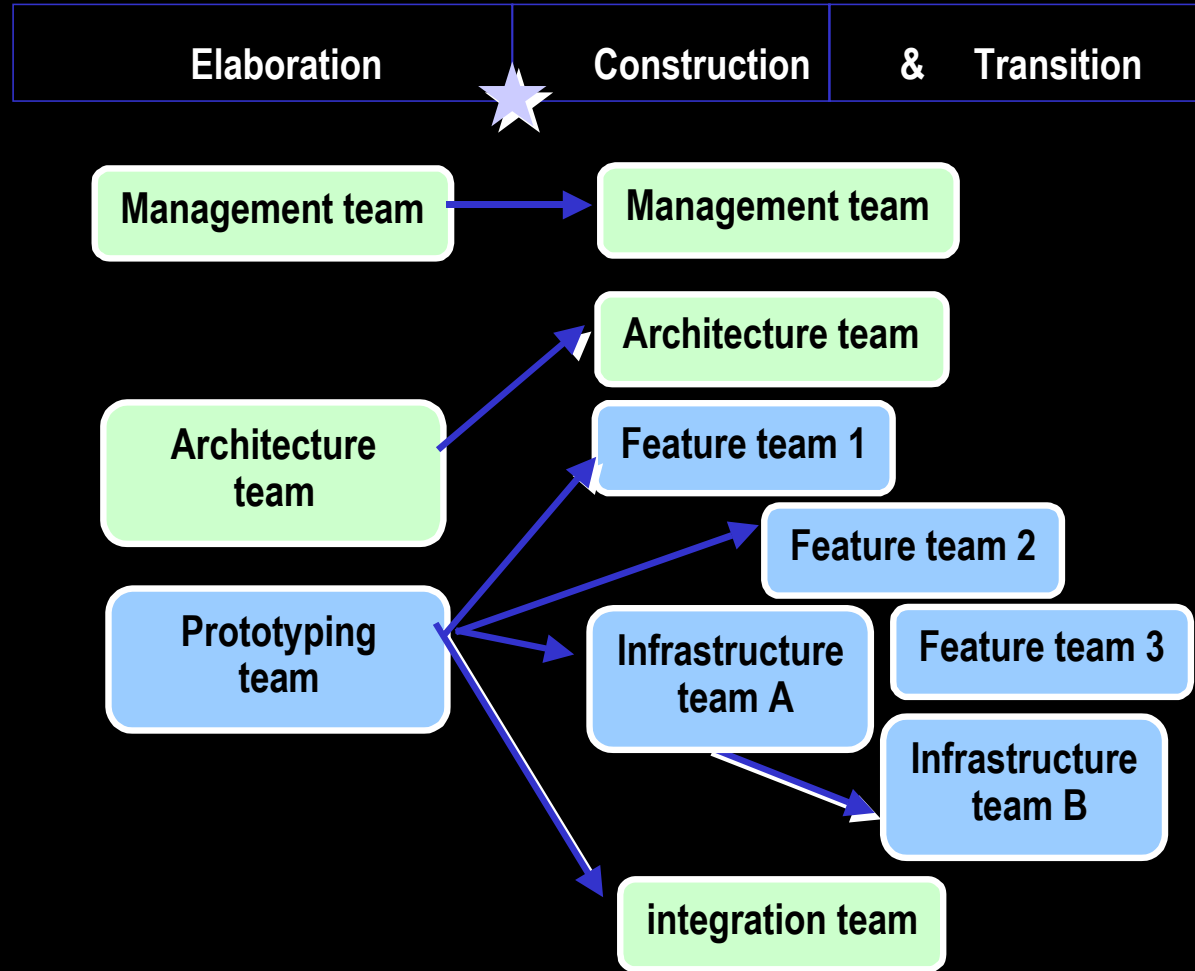 Elaboration
Construction
& Transition
Management team
Management team
Architecture team
Architecture
team
Feature team 1
Feature team 2
Prototyping
team
Infrastructure
team A
Feature team 3
Infrastructure
team B
integration team